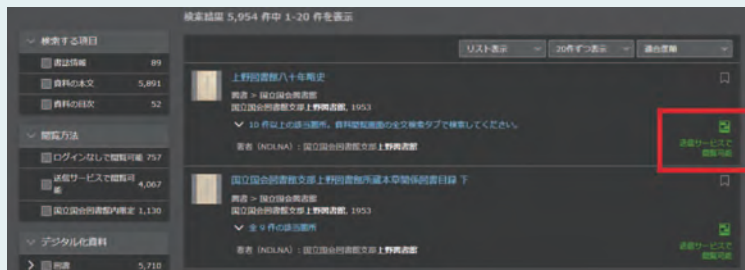 検索結果 5,954 件中 1-20 件を表示
検索する項目
書誌情報 89
資料の本文 5,891
資料の目次 52
閲覧方法
ログインなしで閲覧可能 757
送信サービスで閲覧可能 4,067
国立国会図書館内限定 1,130
デジタル化資料
図書 5,710
リスト表示
20件ずつ表示
適合度順
上野図書館八十年略史
図書 > 国立国会図書館
国立国会図書館支部上野図書館, 1953
10 件以上の該当箇所。資料閲覧画面の全文検索タブで検索してください。
著者 (NDLNA) : 国立国会図書館支部上野図書館
送信サービスで
閲覧可能
国立国会図書館支部上野図書館所蔵本草関係図書目録 下
図書 > 国立国会図書館
国立国会図書館支部上野図書館, 1953
全 9 件の該当箇所
著者 (NDLNA) : 国立国会図書館支部上野図書館
送信サービスで
閲覧可能